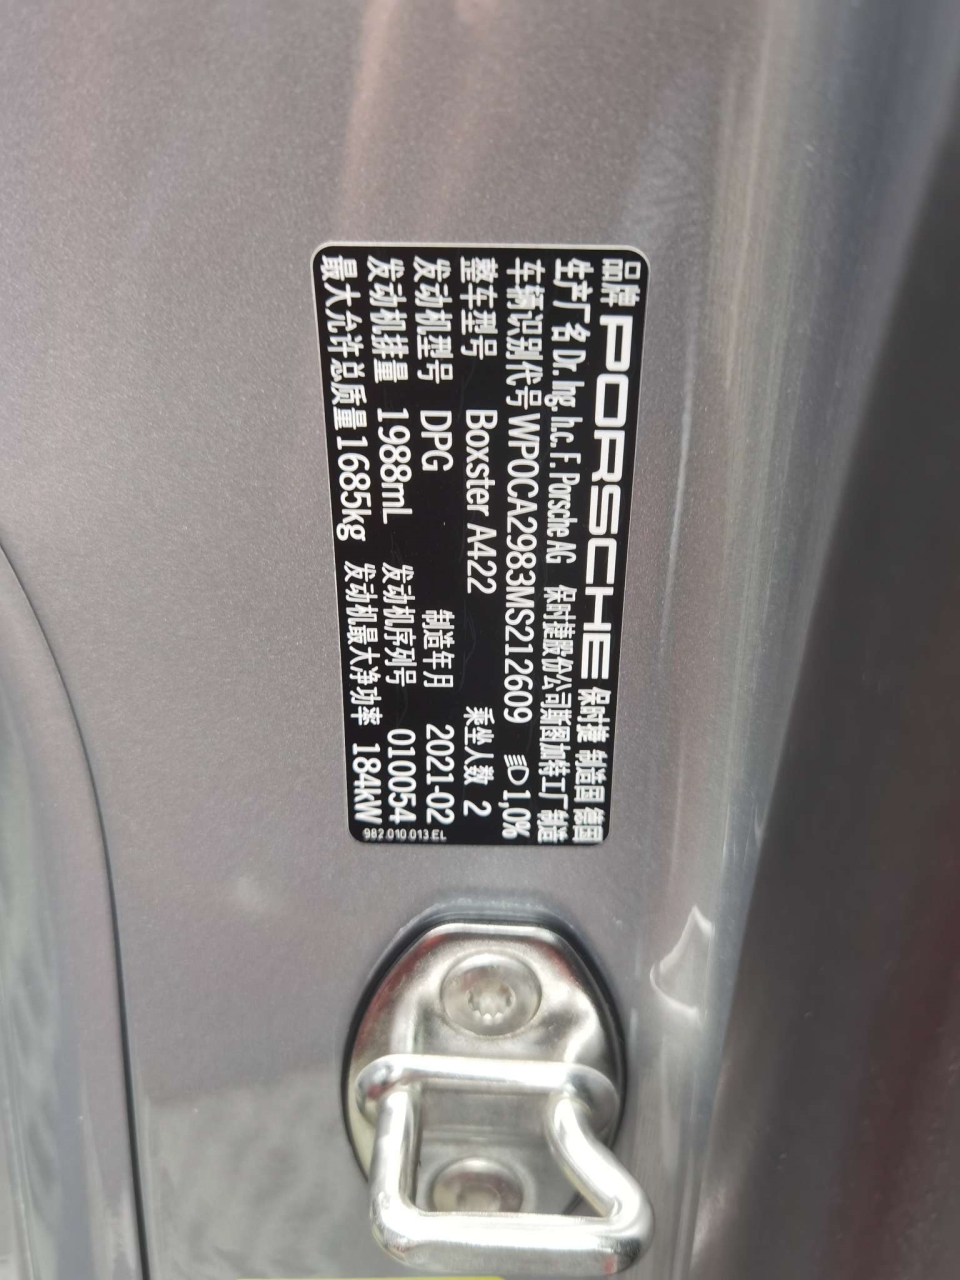 品牌 PORSCHE 保时捷 制造国 德国
生产厂名 Dr. Ing. h.c. F. Porsche AG 保时捷股份公司斯图加特工厂制造
车辆识别代号 WP0CA2983MS212609 1,0%
整车型号 Boxster A422 乘坐人数 2
发动机型号 DPG 制造年月 2021-02
发动机排量 1988mL 发动机序列号 010054
最大允许总质量 1685kg 发动机最大净功率 184kW
982.010.013.EL